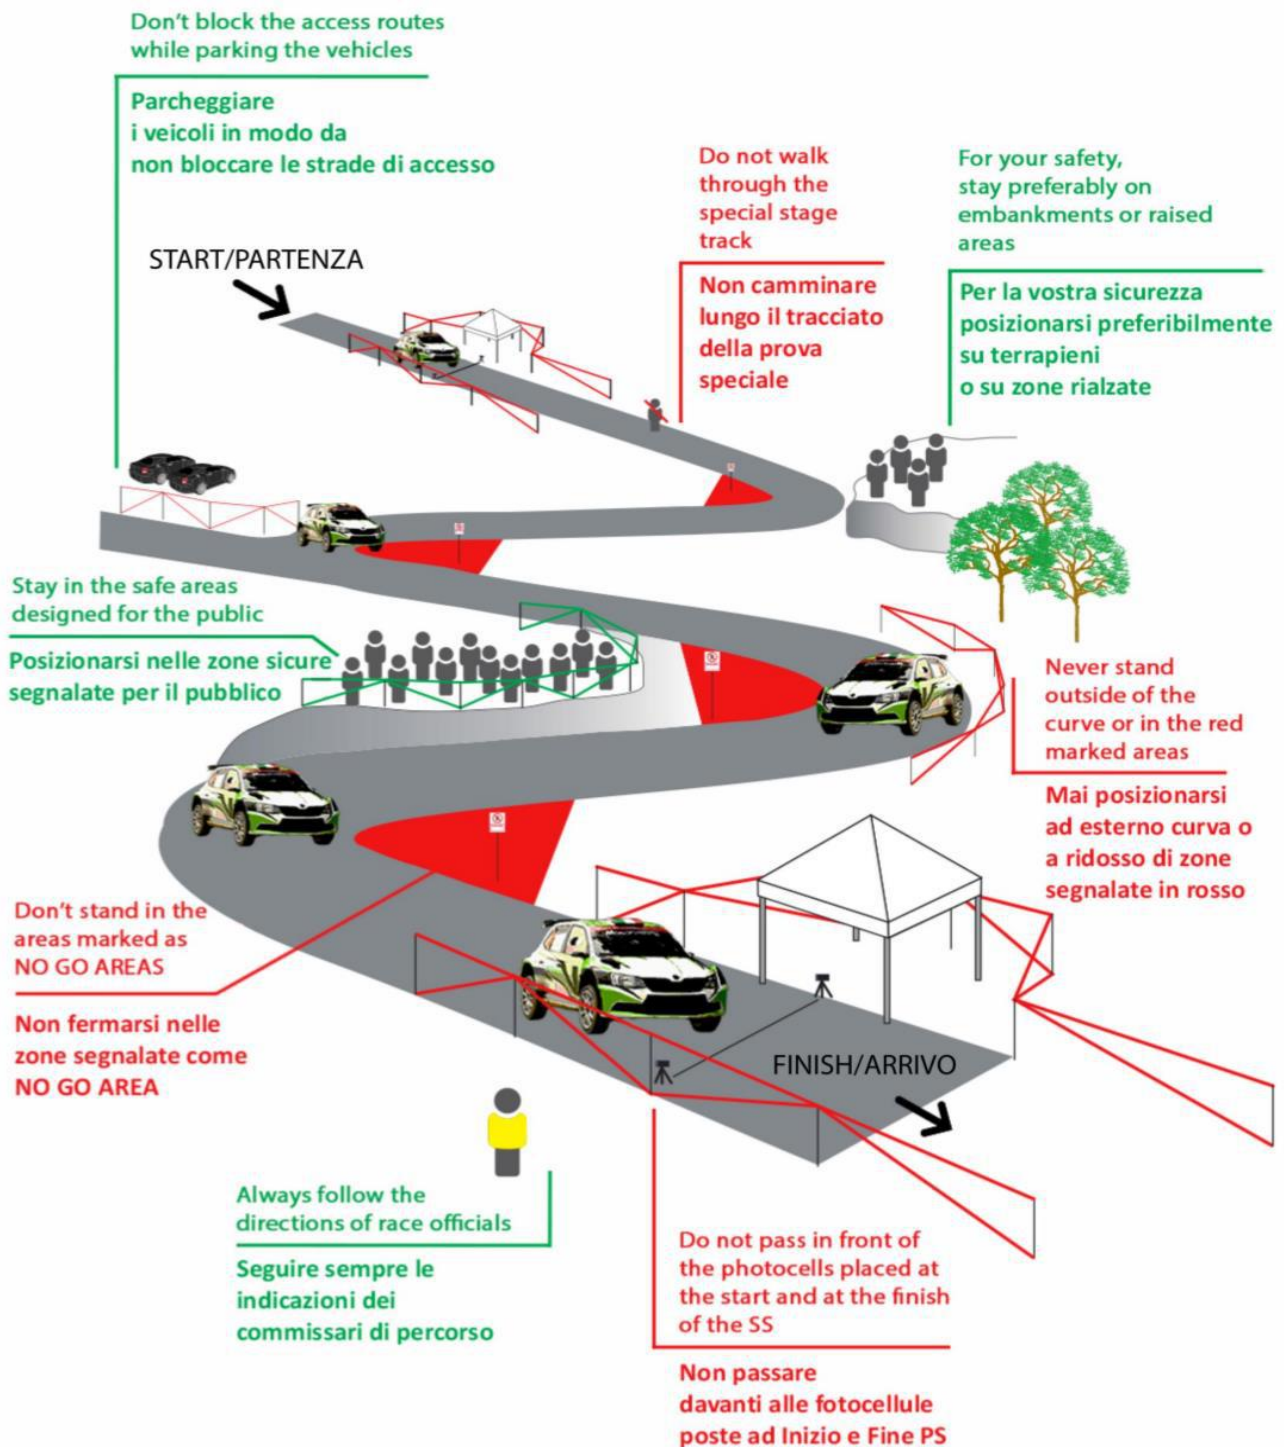 Don't block the access routes
while parking the vehicles
Parcheggiare
i veicoli in modo da
non bloccare le strade di accesso
Do not walk
through the
special stage
track
Non camminare
lungo il tracciato
della prova
speciale
For your safety,
stay preferably on
embankments or raised
areas
Per la vostra sicurezza
posizionarsi preferibilmente
su terrapieni
o su zone rialzate
START/PARTENZA
Stay in the safe areas
designed for the public
Posizionarsi nelle zone sicure
segnalate per il pubblico
Never stand
outside of the
curve or in the red
marked areas
Mai posizionarsi
ad esterno curva o
a ridosso di zone
segnalate in rosso
Don't stand in the
areas marked as
NO GO AREAS
Non fermarsi nelle
zone segnalate come
NO GO AREA
FINISH/ARRIVO
Always follow the
directions of race officials
Seguire sempre le
indicazioni dei
commissari di percorso
Do not pass in front of
the photocells placed at
the start and at the finish
of the SS
Non passare
davanti alle fotocellule
poste ad Inizio e Fine PS